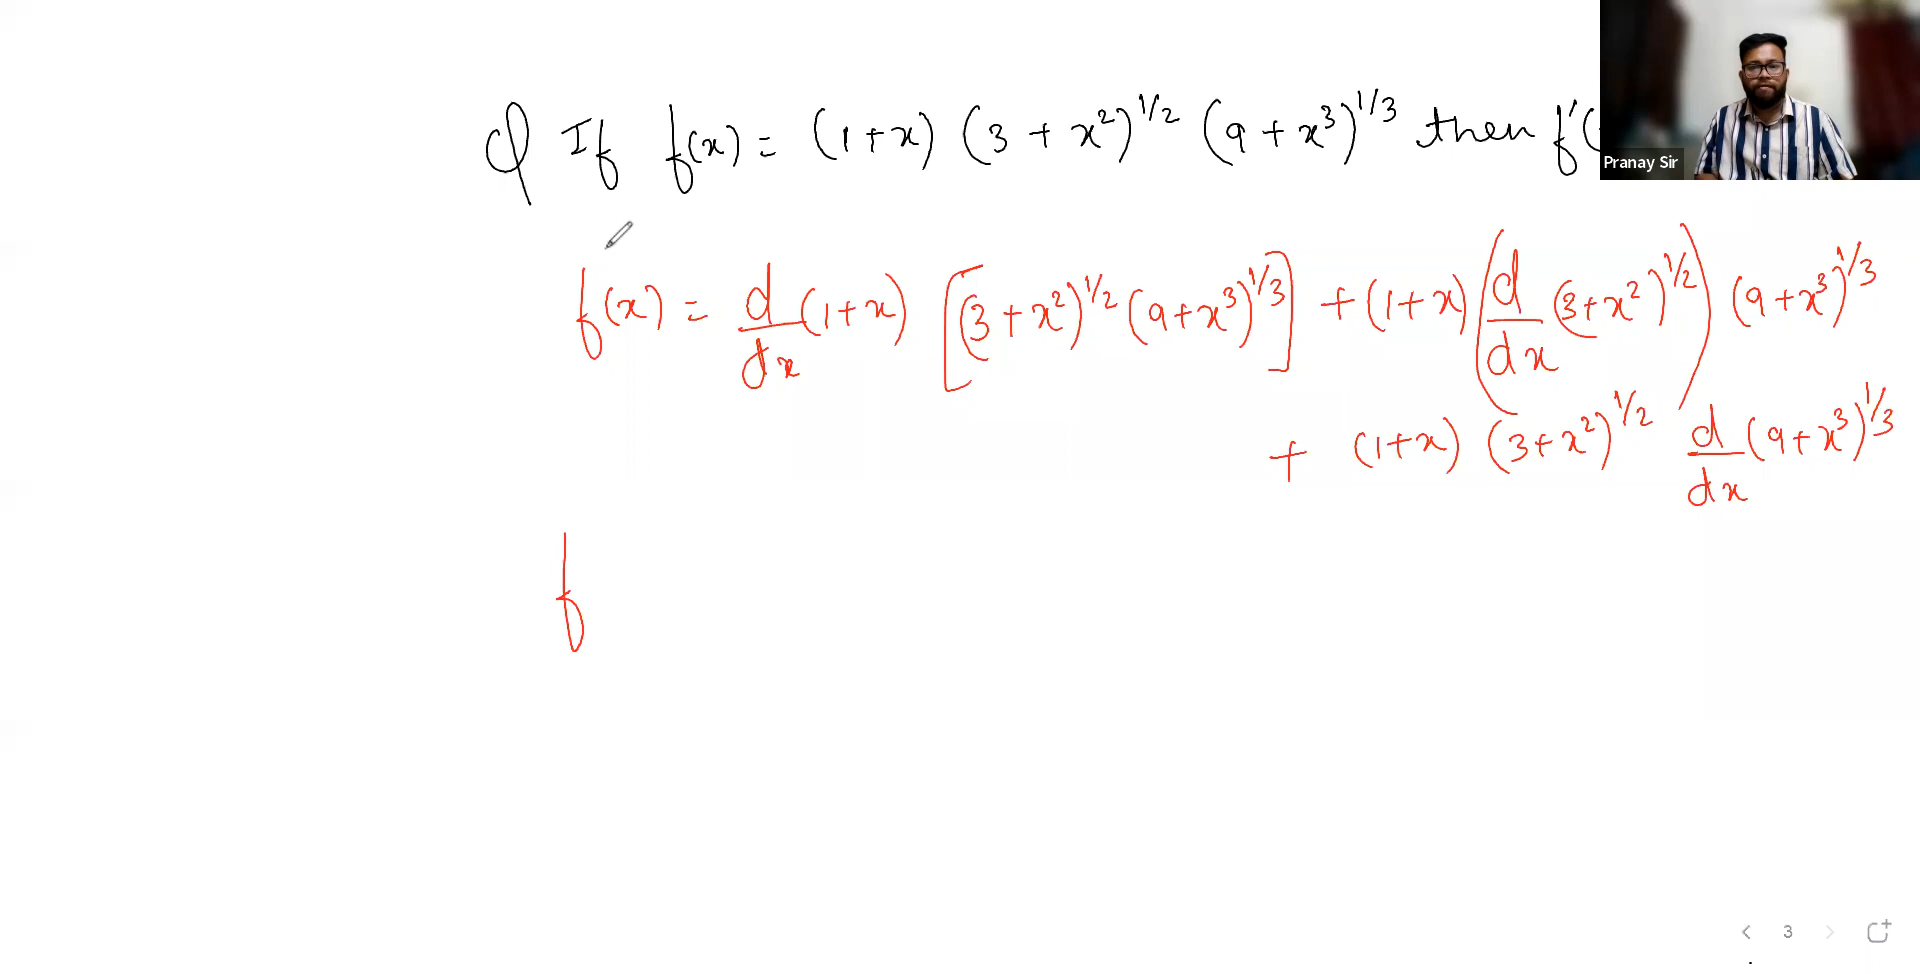 Q If f(x) = (1+x) (3 + x²)^1/2 (9 + x³)^1/3 then f'(
Pranay Sir
f(x) = d/dx (1+x) [(3+x²)^1/2 (9+x³)^1/3] + (1+x) (d/dx (3+x²)^1/2) (9+x³)^1/3
+ (1+x) (3+x²)^1/2 d/dx (9+x³)^1/3
f
3